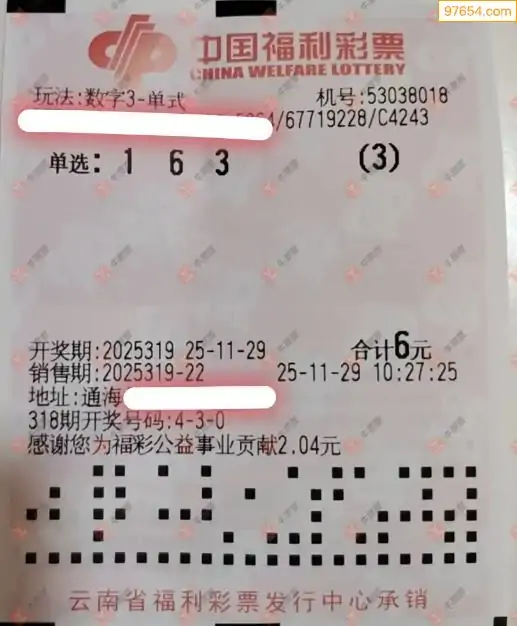 97654.com
中国福利彩票
CHINA WELFARE LOTTERY
玩法:数字3-单式
机号:53038018
/67719228/C4243
单选: 1 6 3 (3)
开奖期:2025319 25-11-29 合计6元
销售期:2025319-22 25-11-29 10:27:25
地址:通海
318期开奖号码:4-3-0
感谢您为福彩公益事业贡献2.04元
云南省福利彩票发行中心承销